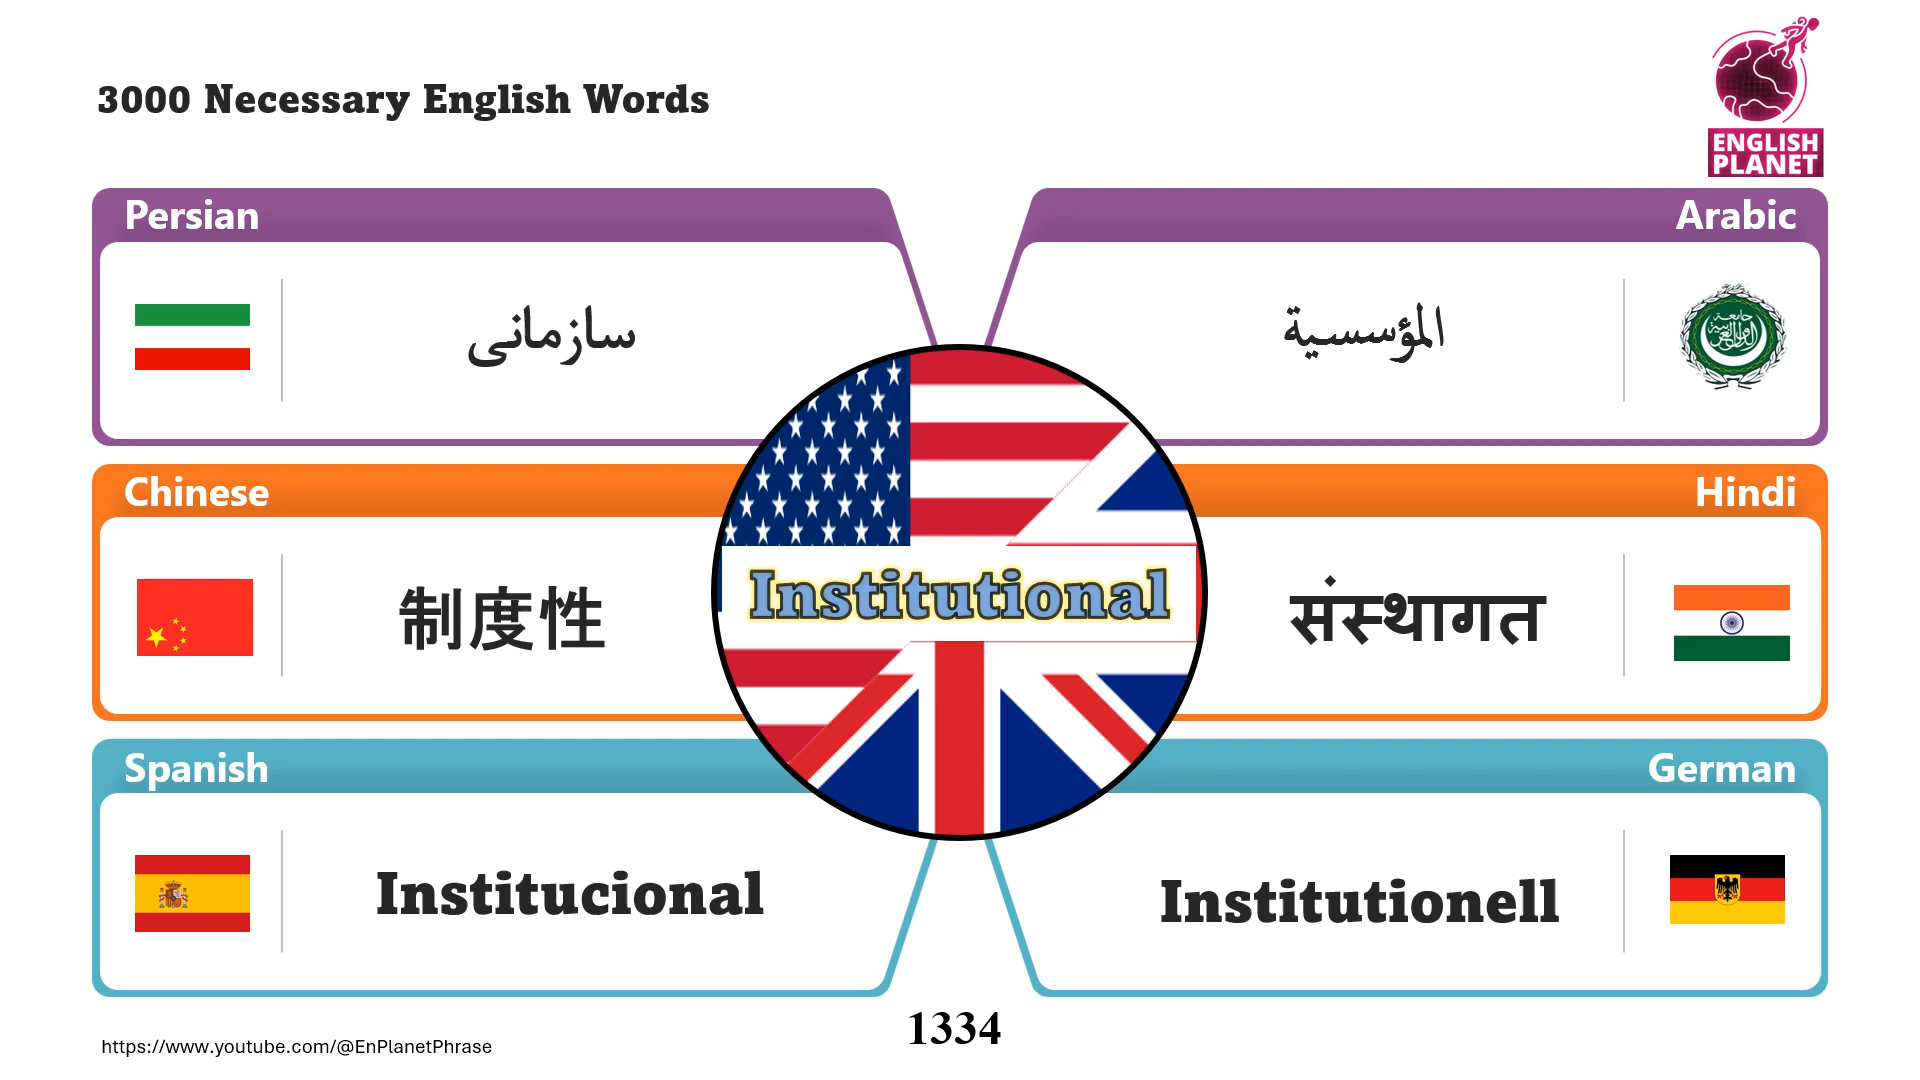 3000 Necessary English Words
ENGLISH
PLANET
Persian
سازمانی
Arabic
المؤسسية
Chinese
制度性
Hindi
संस्थागत
Institutional
Spanish
Institucional
German
Institutionell
1334
https://www.youtube.com/@EnPlanetPhrase